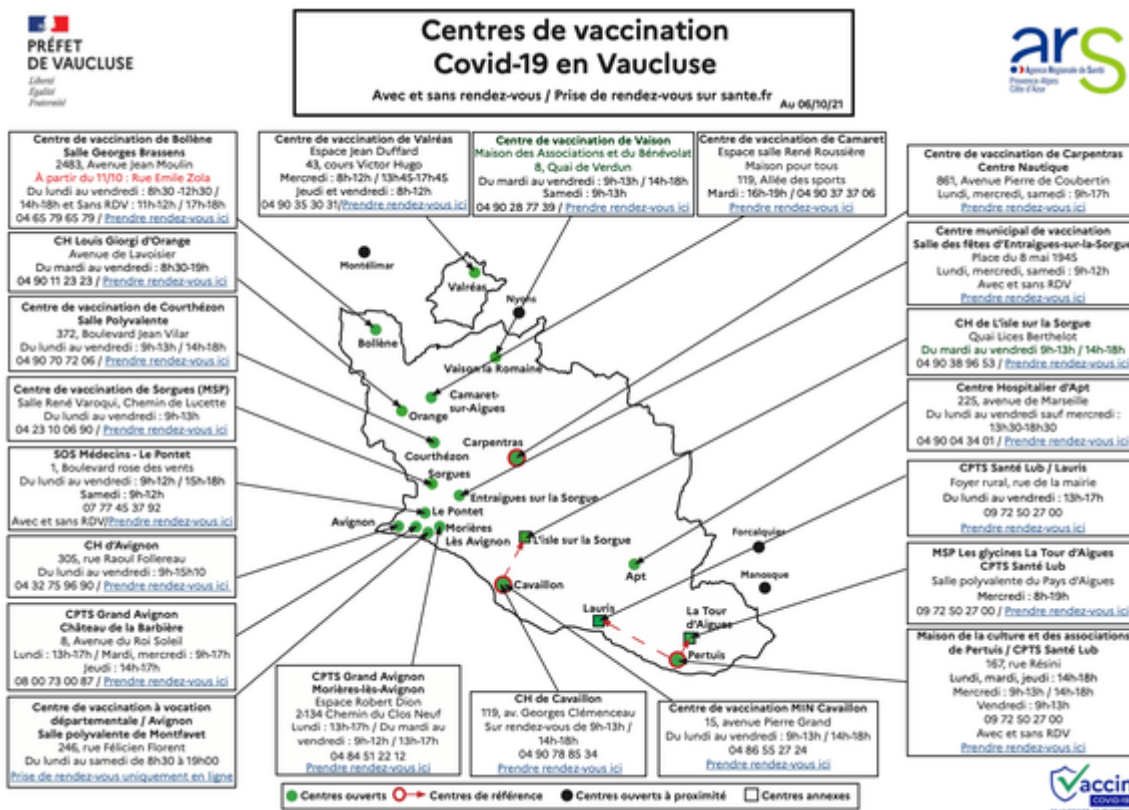 PRÉFET
DE VAUCLUSE
Liberté
Égalité
Fraternité
Centres de vaccination
Covid-19 en Vaucluse
Avec et sans rendez-vous / Prise de rendez-vous sur sante.fr
Au 06/10/21
ars
Agence Régionale de Santé
Provence-Alpes
Côte d'Azur
Centre de vaccination de Bollène
Salle Georges Brassens
2483, Avenue Jean Moulin
À partir du 11/10 : Rue Emile Zola
Du lundi au vendredi : 8h30 -12h30 /
14h-18h et Sans RDV : 11h-12h / 17h-18h
04 65 79 65 79 / Prendre rendez-vous ici
CH Louis Giorgi d'Orange
Avenue de Lavoisier
Du mardi au vendredi : 8h30-19h
04 90 11 23 23 / Prendre rendez-vous ici
Centre de vaccination de Courthézon
Salle Polyvalente
372, Boulevard Jean Vilar
Du lundi au vendredi : 9h-13h / 14h-18h
04 90 70 72 06 / Prendre rendez-vous ici
Centre de vaccination de Sorgues (MSP)
Salle René Varoqui, Chemin de Lucette
Du lundi au vendredi : 9h-13h
04 23 10 06 90 / Prendre rendez-vous ici
SOS Médecins - Le Pontet
1, Boulevard rose des vents
Du lundi au vendredi : 9h-12h / 15h-18h
Samedi : 9h-12h
07 77 45 37 92
Avec et sans RDV/Prendre rendez-vous ici
CH d'Avignon
305, rue Raoul Follereau
Du lundi au vendredi : 9h-15h10
04 32 75 96 90 / Prendre rendez-vous ici
CPTS Grand Avignon
Château de la Barbière
8, Avenue du Roi Soleil
Lundi : 13h-17h / Mardi, mercredi : 9h-17h
Jeudi : 14h-17h
08 00 73 00 87 / Prendre rendez-vous ici
Centre de vaccination à vocation
départementale / Avignon
Salle polyvalente de Montfavet
246, rue Félicien Florent
Du lundi au samedi de 8h30 à 19h00
Prise de rendez-vous uniquement en ligne
Centre de vaccination de Valréas
Espace Jean Duffard
43, cours Victor Hugo
Mercredi : 8h-12h / 13h45-17h45
Jeudi et vendredi : 8h-12h
04 90 35 30 31/Prendre rendez-vous ici
Centre de vaccination de Vaison
Maison des Associations et du Bénévolat
8, Quai de Verdun
Du mardi au vendredi : 9h-13h / 14h-18h
Samedi : 9h-13h
04 90 28 77 39 / Prendre rendez-vous ici
Centre de vaccination de Camaret
Espace salle René Roussière
Maison pour tous
119, Allée des sports
Mardi : 16h-19h / 04 90 37 37 06
Prendre rendez-vous ici
Centre de vaccination de Carpentras
Centre Nautique
861, Avenue Pierre de Coubertin
Lundi, mercredi, samedi : 9h-17h
Prendre rendez-vous ici
Centre municipal de vaccination
Salle des fêtes d'Entraigues-sur-la-Sorgue
Place du 8 mai 1945
Lundi, mercredi, samedi : 9h-12h
Avec et sans RDV
Prendre rendez-vous ici
CH de L'isle sur la Sorgue
Quai Lices Berthelot
Du mardi au vendredi 9h-13h / 14h-18h
04 90 38 96 53 / Prendre rendez-vous ici
Centre Hospitalier d'Apt
225, avenue de Marseille
Du lundi au vendredi sauf mercredi :
13h30-18h30
04 90 04 34 01 / Prendre rendez-vous ici
CPTS Santé Lub / Lauris
Foyer rural, rue de la mairie
Du lundi au vendredi : 13h-17h
09 72 50 27 00
Prendre rendez-vous ici
MSP Les glycines La Tour d'Aigues
CPTS Santé Lub
Salle polyvalente du Pays d'Aigues
Mercredi : 8h-19h
09 72 50 27 00 / Prendre rendez-vous ici
Maison de la culture et des associations
de Pertuis / CPTS Santé Lub
167, rue Résini
Lundi, mardi, jeudi : 14h-18h
Mercredi : 9h-13h / 14h-18h
Vendredi : 9h-13h
09 72 50 27 00
Avec et sans RDV
Prendre rendez-vous ici
Montélimar
Valréas
Nyons
Bollène
Vaison la Romaine
Camaret-
sur-Aigues
Orange
Carpentras
Courthézon
Sorgues
Entraigues sur la Sorgue
Le Pontet
Avignon
Morières
Lès Avignon
L'isle sur la Sorgue
Forcalquier
Apt
Manosque
Cavaillon
Lauris
La Tour
d'Aigues
Pertuis
CPTS Grand Avignon
Morières-lès-Avignon
Espace Robert Dion
2-134 Chemin du Clos Neuf
Lundi : 13h-17h / Du mardi au
vendredi : 9h-12h / 13h-17h
04 84 51 22 12
Prendre rendez-vous ici
CH de Cavaillon
119, av. Georges Clémenceau
Sur rendez-vous de 9h-13h /
14h-18h
04 90 78 85 34
Prendre rendez-vous ici
Centre de vaccination MIN Cavaillon
15, avenue Pierre Grand
Du lundi au vendredi : 9h-13h / 14h-18h
04 86 55 27 24
Prendre rendez-vous ici
Centres ouverts
Centres de référence
Centres ouverts à proximité
Centres annexes
Vaccin
COVID-19